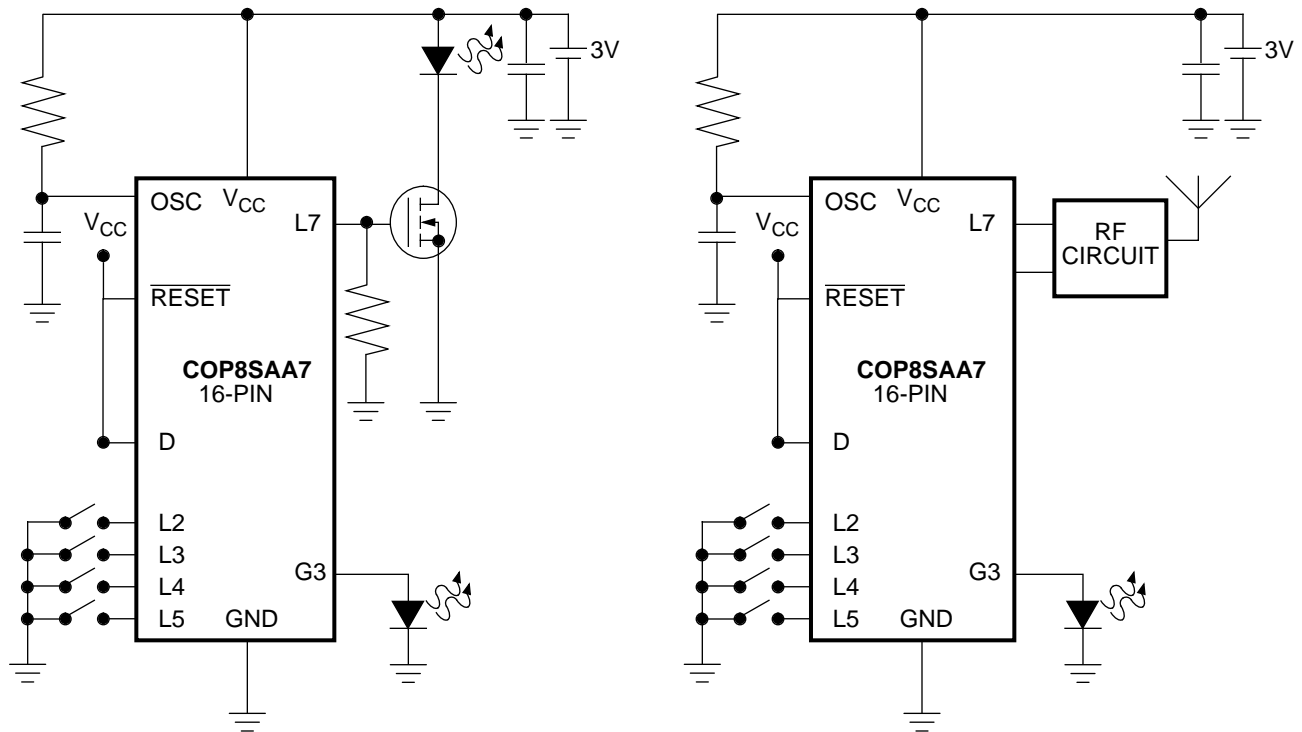 3V
OSC
VCC
VCC
L7
RESET
COP8SAA7
16-PIN
D
L2
L3
L4
L5
G3
GND
3V
OSC
VCC
VCC
L7
RF
CIRCUIT
RESET
COP8SAA7
16-PIN
D
L2
L3
L4
L5
G3
GND